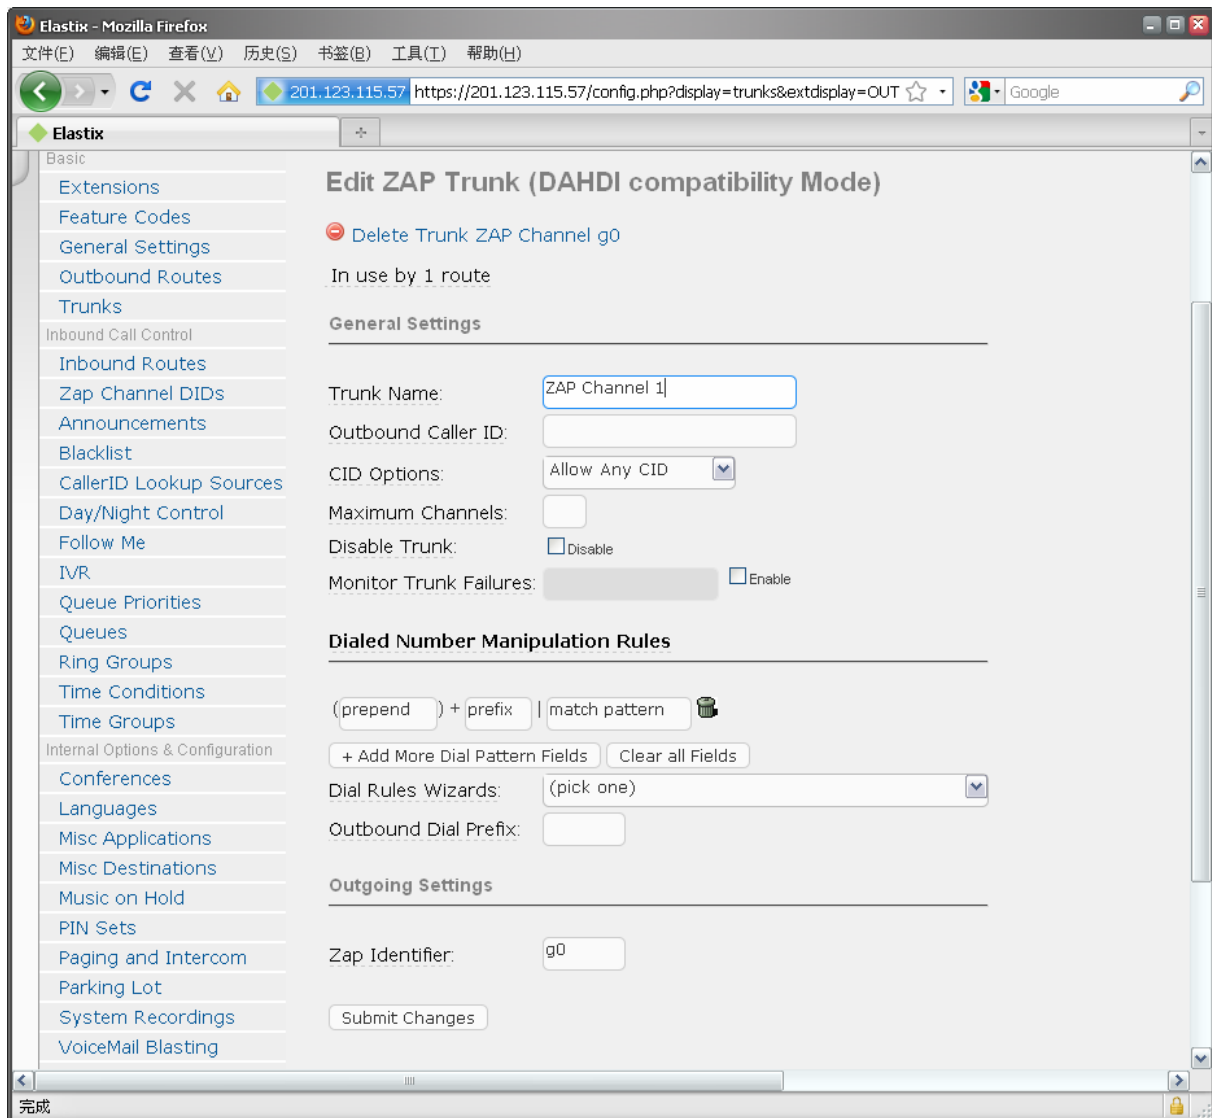 Elastix - Mozilla Firefox
文件(F) 编辑(E) 查看(V) 历史(S) 书签(B) 工具(T) 帮助(H)
201.123.115.57 https://201.123.115.57/config.php?display=trunks&extdisplay=OUT Google
Elastix
Basic
Extensions
Feature Codes
General Settings
Outbound Routes
Trunks
Inbound Call Control
Inbound Routes
Zap Channel DIDs
Announcements
Blacklist
CallerID Lookup Sources
Day/Night Control
Follow Me
IVR
Queue Priorities
Queues
Ring Groups
Time Conditions
Time Groups
Internal Options & Configuration
Conferences
Languages
Misc Applications
Misc Destinations
Music on Hold
PIN Sets
Paging and Intercom
Parking Lot
System Recordings
VoiceMail Blasting
Edit ZAP Trunk (DAHDI compatibility Mode)
Delete Trunk ZAP Channel g0
In use by 1 route
General Settings
Trunk Name: ZAP Channel 1
Outbound Caller ID:
CID Options: Allow Any CID
Maximum Channels:
Disable Trunk: Disable
Monitor Trunk Failures: Enable
Dialed Number Manipulation Rules
(prepend) + prefix | match pattern
+ Add More Dial Pattern Fields Clear all Fields
Dial Rules Wizards: (pick one)
Outbound Dial Prefix:
Outgoing Settings
Zap Identifier: g0
Submit Changes
完成